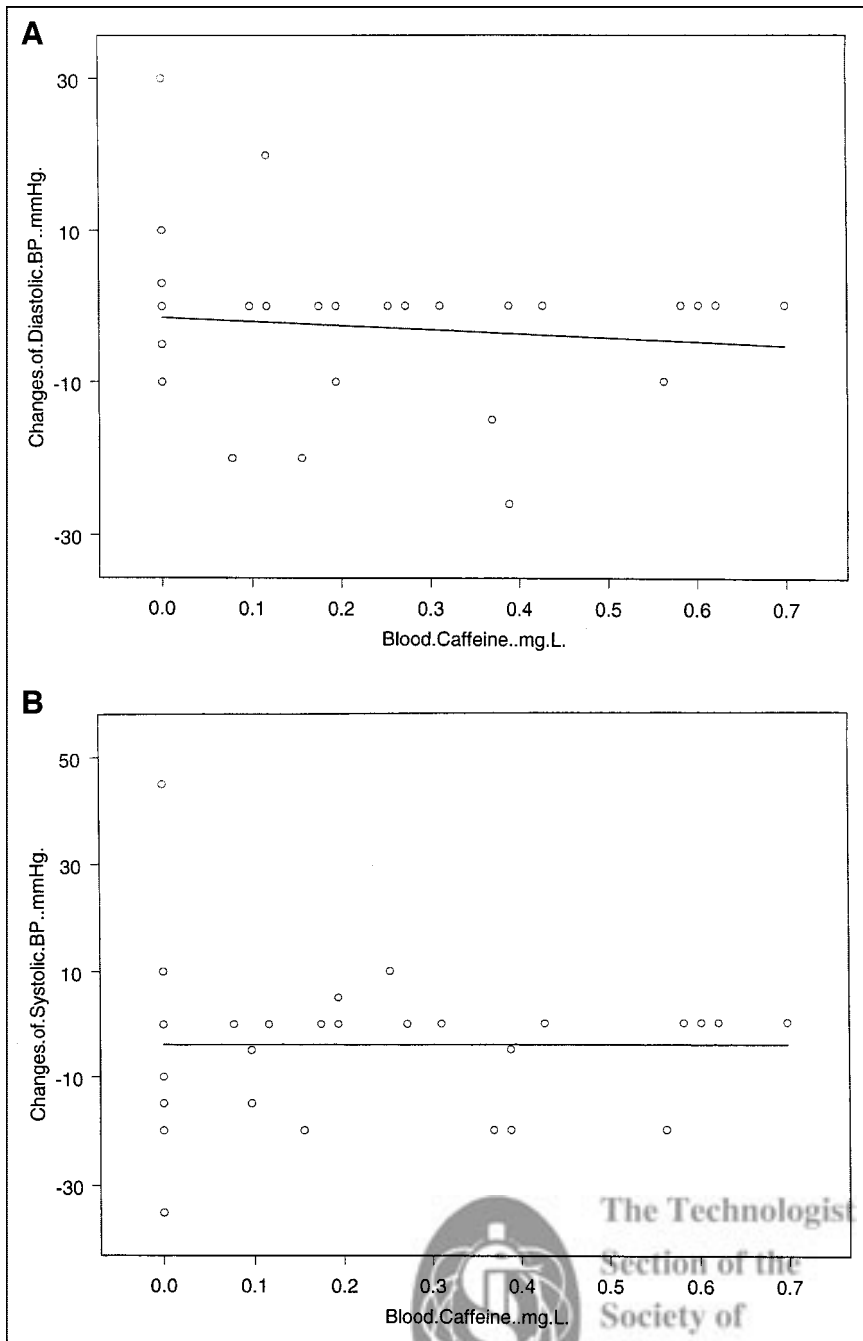 A
30
10
-10
-30
Changes.of.Diastolic.BP..mmHg.
0.0 0.1 0.2 0.3 0.4 0.5 0.6 0.7
Blood.Caffeine..mg.L.
B
50
30
10
-10
-30
Changes.of.Systolic.BP..mmHg.
0.0 0.1 0.2 0.3 0.4 0.5 0.6 0.7
Blood.Caffeine..mg.L.
The Technologist
Section of the
Society of